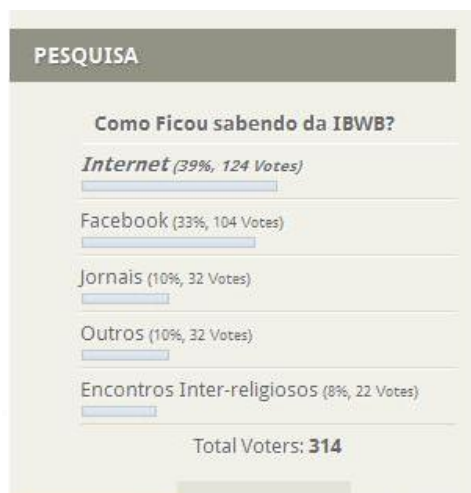 PESQUISA
Como Ficou sabendo da IBWB?
Internet (39%, 124 Votes)
Facebook (33%, 104 Votes)
Jornais (10%, 32 Votes)
Outros (10%, 32 Votes)
Encontros Inter-religiosos (8%, 22 Votes)
Total Voters: 314